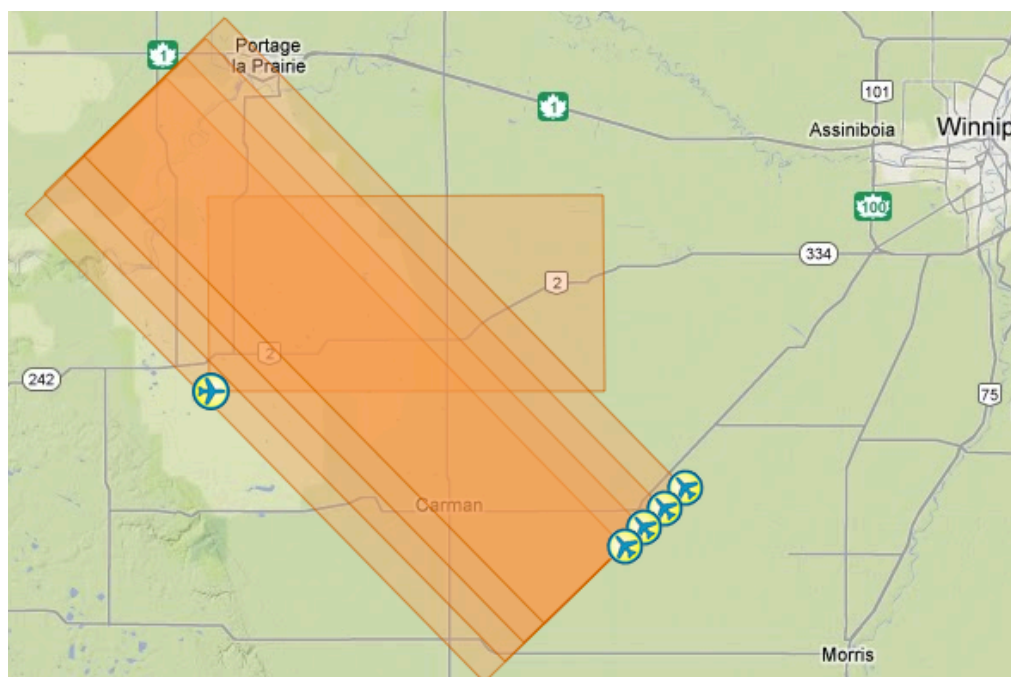 Portage
la Prairie
1
1
101
Assiniboia
Winnip
100
334
2
2
242
75
Carman
Morris